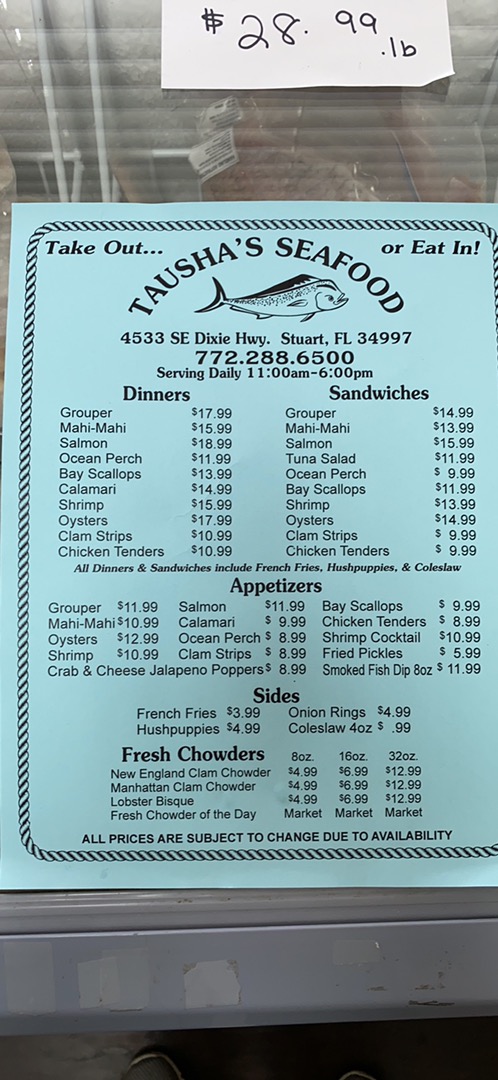 $28.99 .lb
Take Out... or Eat In!
TAUSHA'S SEAFOOD
4533 SE Dixie Hwy. Stuart, FL 34997
772.288.6500
Serving Daily 11:00am-6:00pm
Dinners Sandwiches
Grouper $17.99 Grouper $14.99
Mahi-Mahi $15.99 Mahi-Mahi $13.99
Salmon $18.99 Salmon $15.99
Ocean Perch $11.99 Tuna Salad $11.99
Bay Scallops $13.99 Ocean Perch $ 9.99
Calamari $14.99 Bay Scallops $11.99
Shrimp $15.99 Shrimp $13.99
Oysters $17.99 Oysters $14.99
Clam Strips $10.99 Clam Strips $ 9.99
Chicken Tenders $10.99 Chicken Tenders $ 9.99
All Dinners & Sandwiches include French Fries, Hushpuppies, & Coleslaw
Appetizers
Grouper $11.99 Salmon $11.99 Bay Scallops $ 9.99
Mahi-Mahi $10.99 Calamari $ 9.99 Chicken Tenders $ 8.99
Oysters $12.99 Ocean Perch $ 8.99 Shrimp Cocktail $10.99
Shrimp $10.99 Clam Strips $ 8.99 Fried Pickles $ 5.99
Crab & Cheese Jalapeno Poppers $ 8.99 Smoked Fish Dip 8oz $ 11.99
Sides
French Fries $3.99 Onion Rings $4.99
Hushpuppies $4.99 Coleslaw 4oz $ .99
Fresh Chowders 8oz. 16oz. 32oz.
New England Clam Chowder $4.99 $6.99 $12.99
Manhattan Clam Chowder $4.99 $6.99 $12.99
Lobster Bisque $4.99 $6.99 $12.99
Fresh Chowder of the Day Market Market Market
ALL PRICES ARE SUBJECT TO CHANGE DUE TO AVAILABILITY